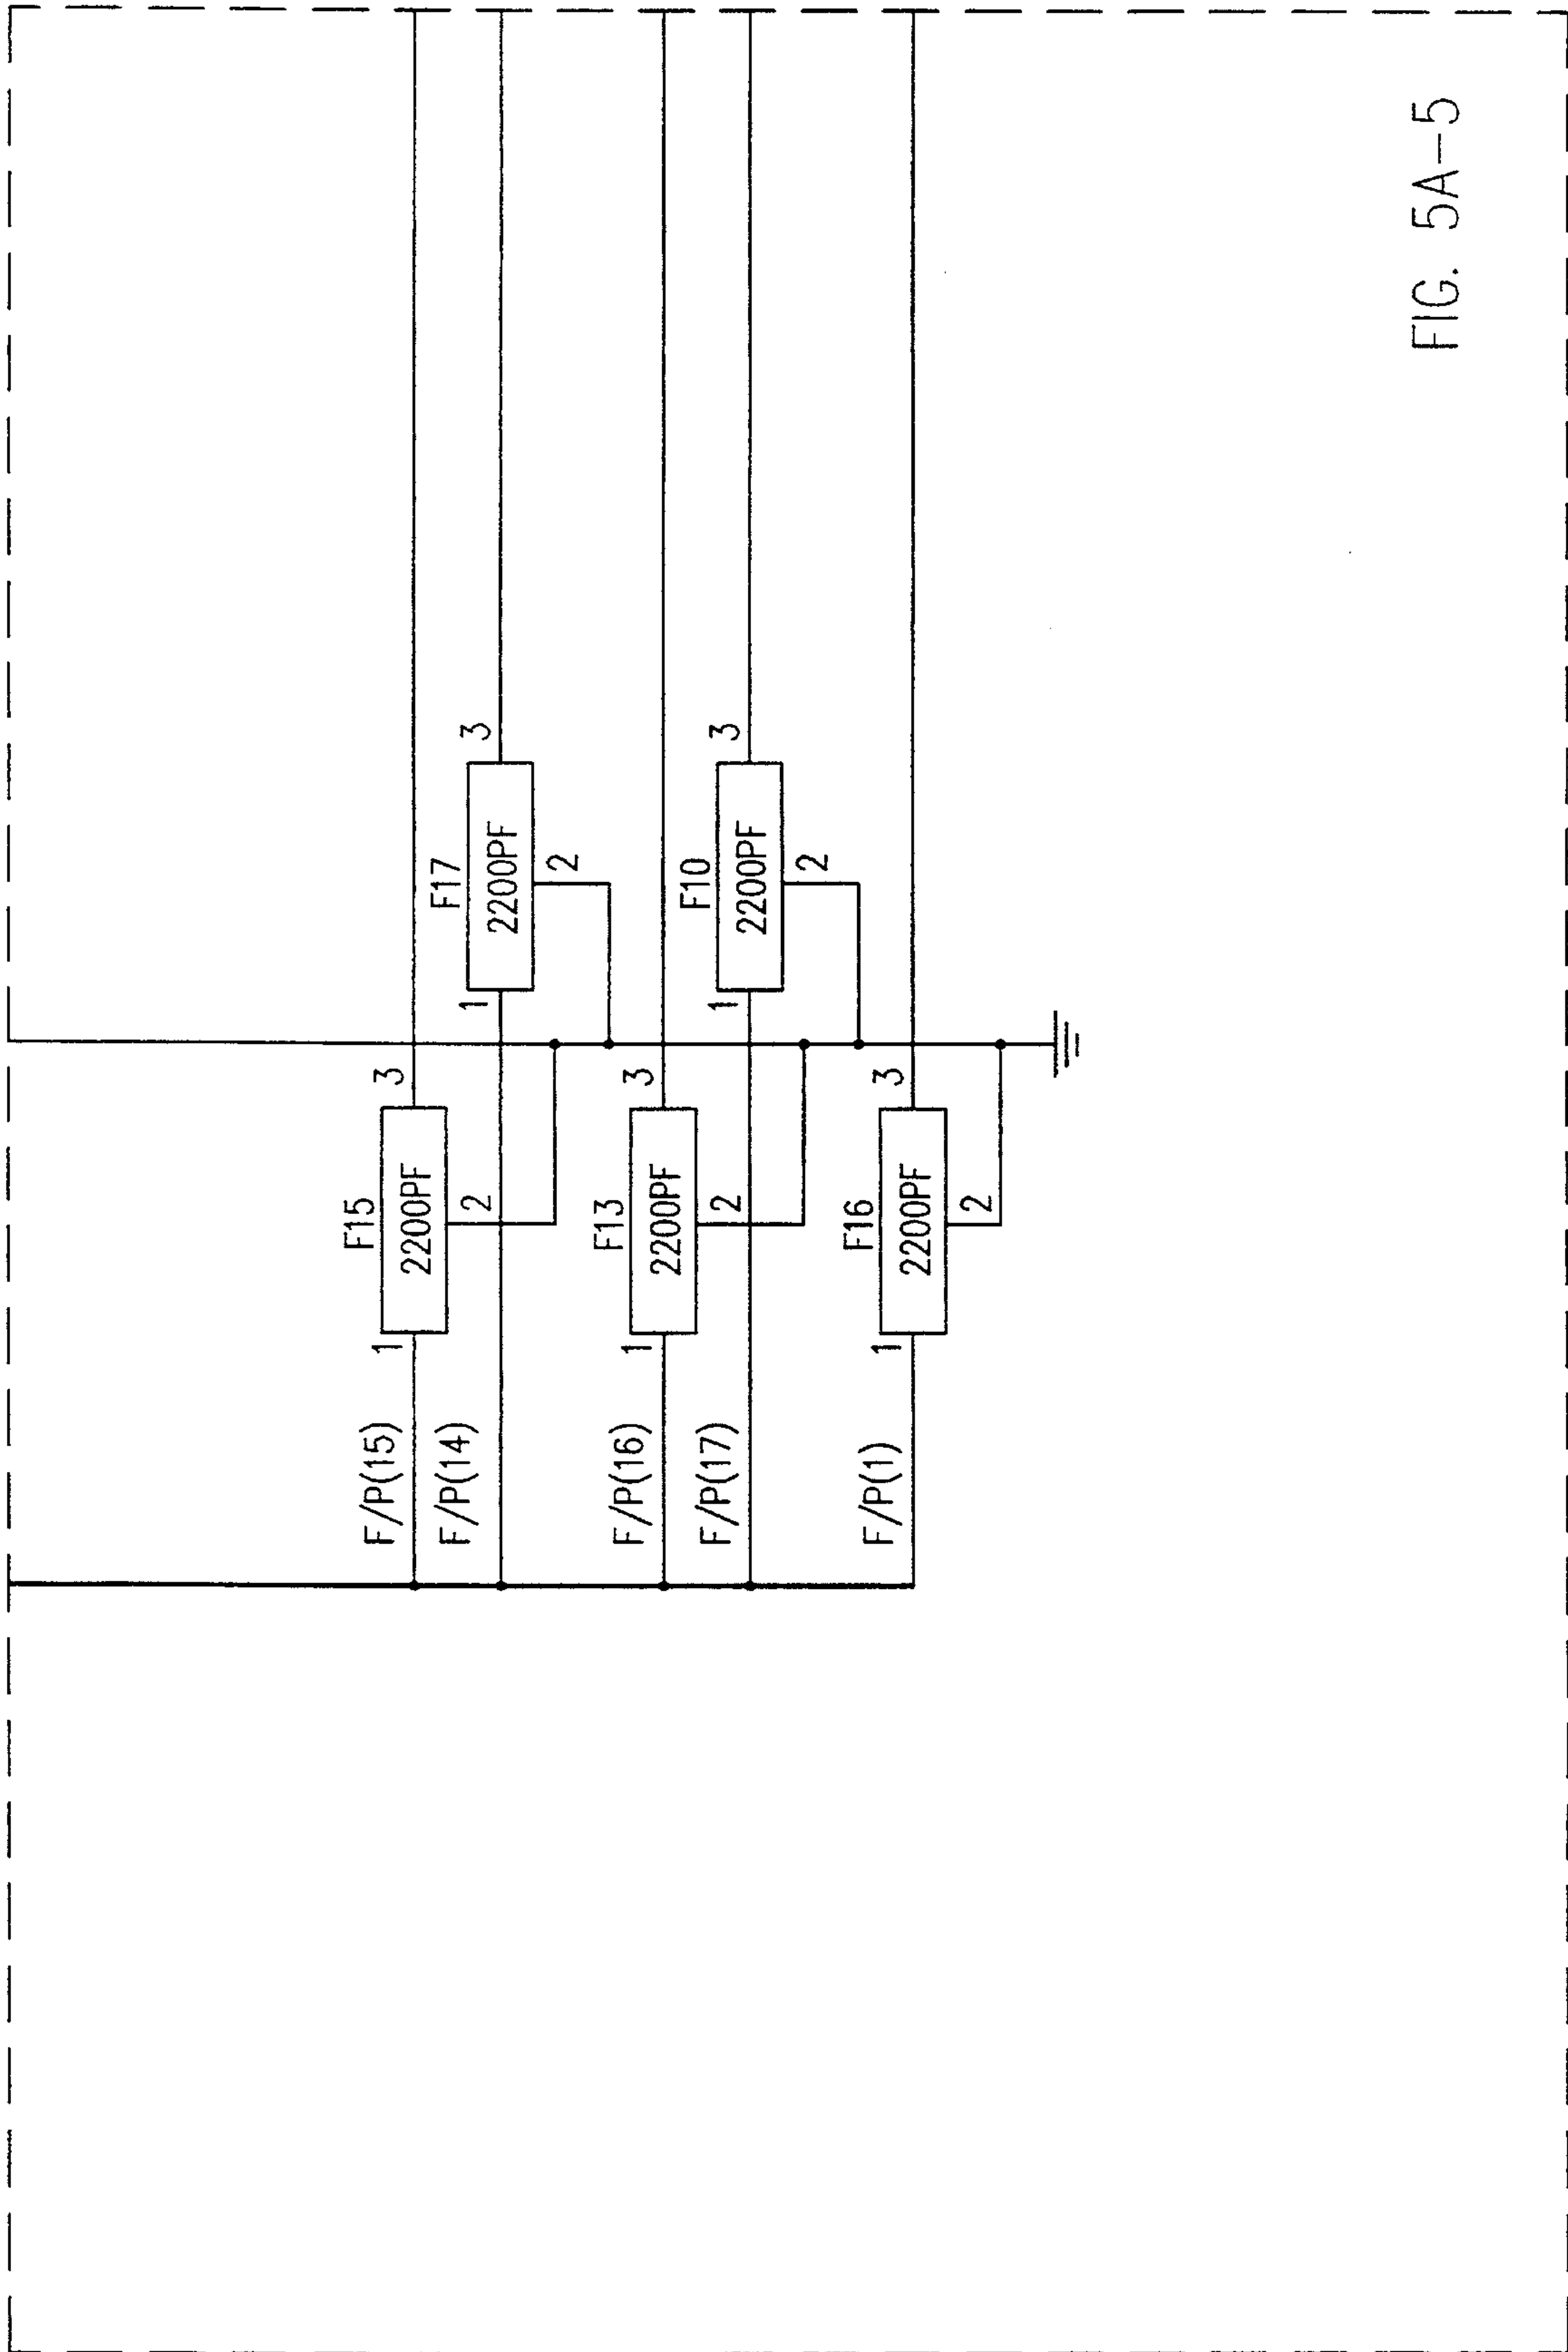 F/P(15)
1
F15
2200PF
2
3
F/P(14)
1
F17
2200PF
2
3
F/P(16)
1
F13
2200PF
2
3
F/P(17)
1
F10
2200PF
2
3
F/P(1)
1
F16
2200PF
2
3
FIG. 5A-5